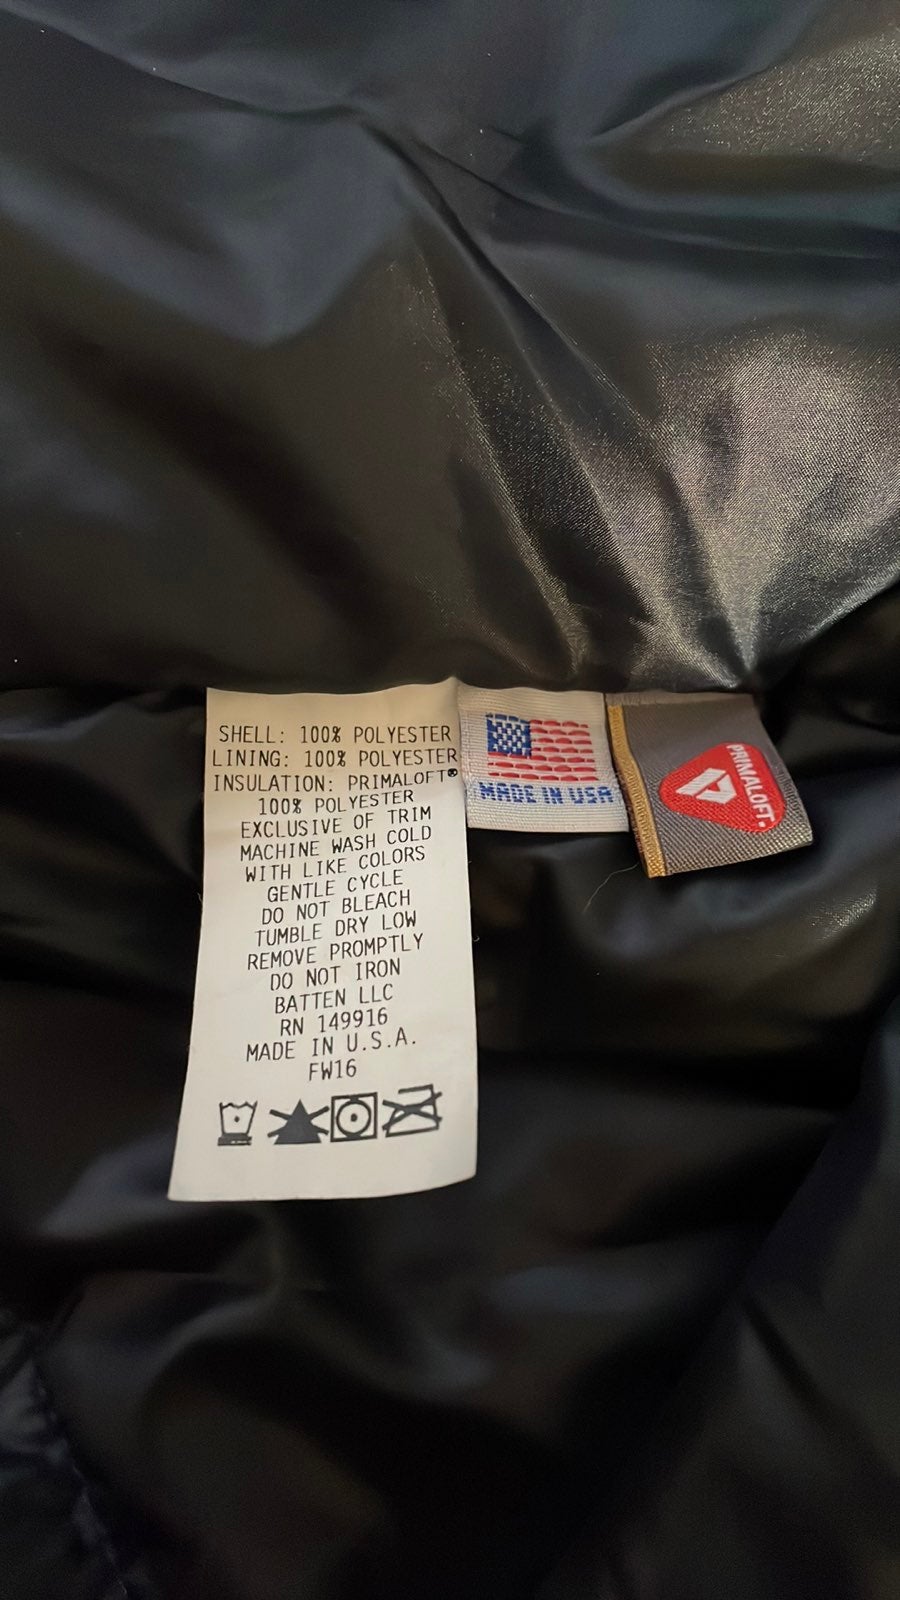 SHELL: 100% POLYESTER
LINING: 100% POLYESTER
INSULATION: PRIMALOFT®
100% POLYESTER
EXCLUSIVE OF TRIM
MACHINE WASH COLD
WITH LIKE COLORS
GENTLE CYCLE
DO NOT BLEACH
TUMBLE DRY LOW
REMOVE PROMPTLY
DO NOT IRON
BATTEN LLC
RN 149916
MADE IN U.S.A.
FW16
MADE IN USA
PRIMALOFT.